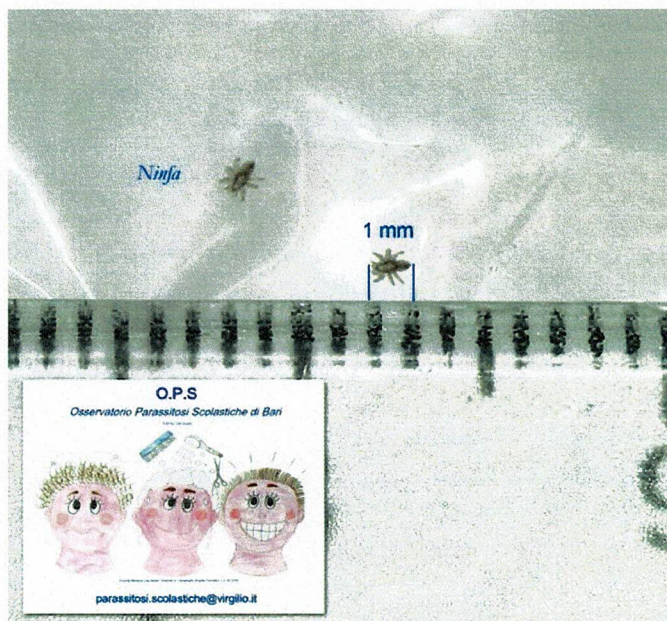 Ninfa
1 mm
O.P.S
Osservatorio Parassitosi Scolastiche di Bari
parassitosi.scolastiche@virgilio.it